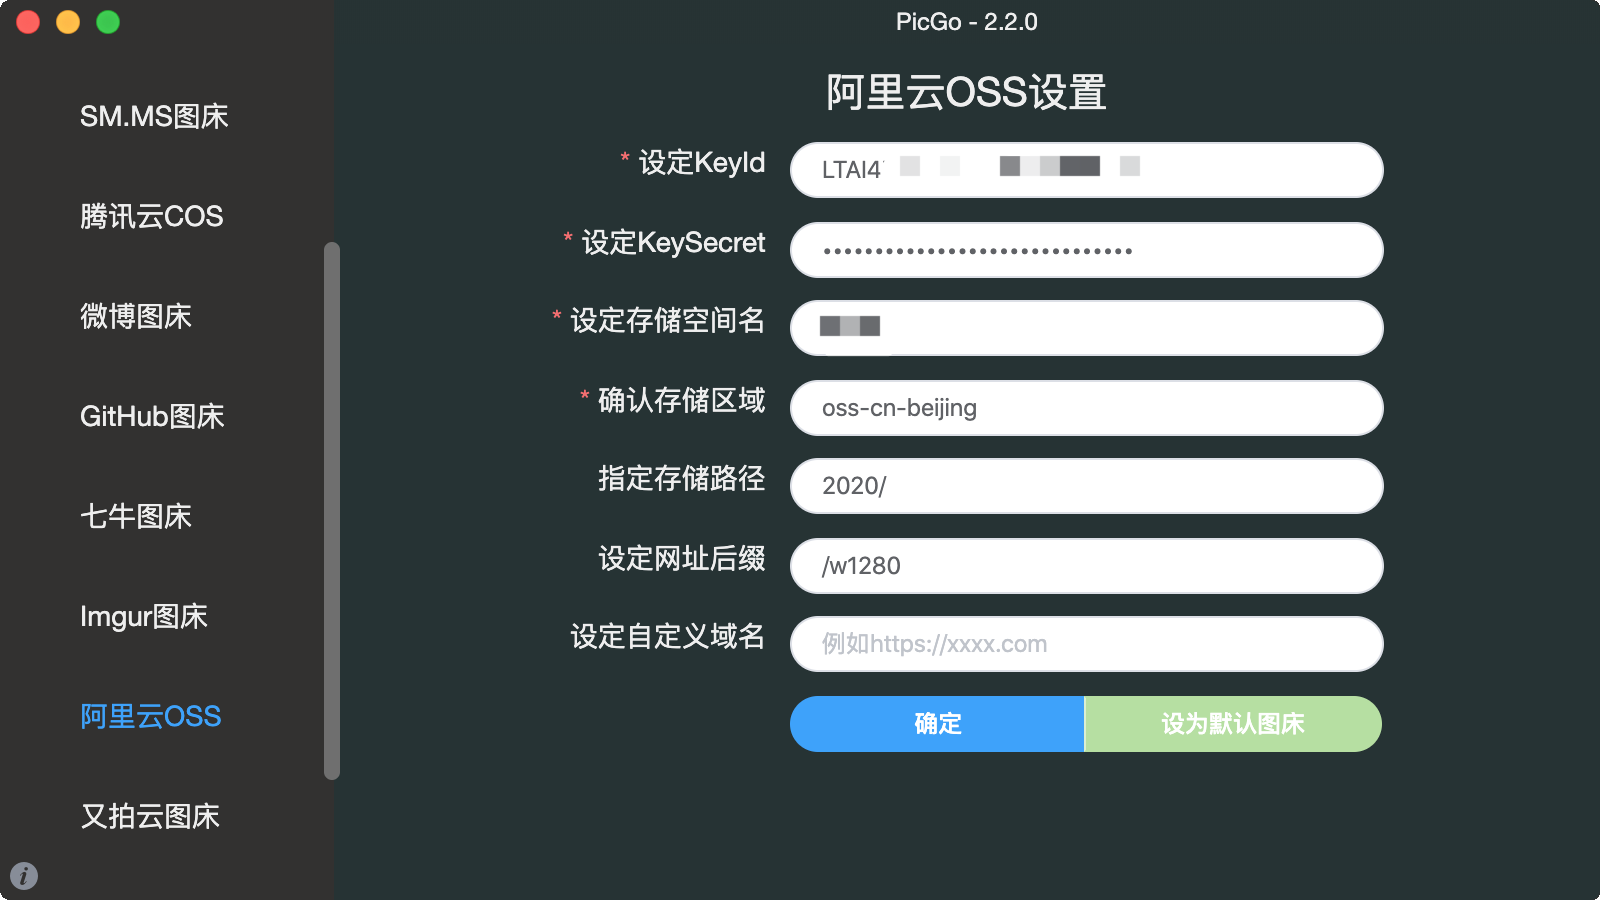 PicGo - 2.2.0
SM.MS图床
腾讯云COS
微博图床
GitHub图床
七牛图床
Imgur图床
阿里云OSS
又拍云图床
阿里云OSS设置
* 设定KeyId
LTAI4
* 设定KeySecret
* 设定存储空间名
* 确认存储区域
oss-cn-beijing
指定存储路径
2020/
设定网址后缀
/w1280
设定自定义域名
例如https://xxxx.com
确定
设为默认图床